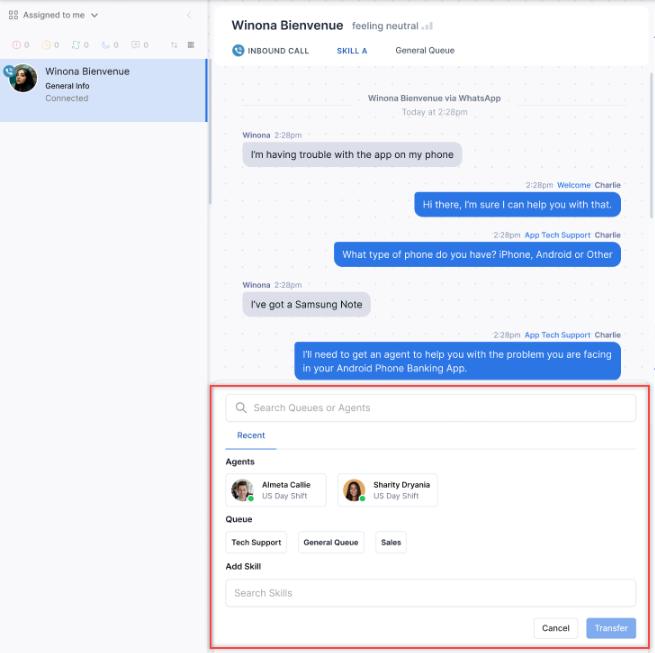 Assigned to me
0 0 0 0 0
Winona Bienvenue
General Info
Connected
Winona Bienvenue feeling neutral
INBOUND CALL SKILL A General Queue
Winona Bienvenue via WhatsApp
Today at 2:28pm
Winona 2:28pm
I'm having trouble with the app on my phone
2:28pm Welcome Charlie
Hi there, I'm sure I can help you with that.
2:28pm App Tech Support Charlie
What type of phone do you have? iPhone, Android or Other
Winona 2:28pm
I've got a Samsung Note
2:28pm App Tech Support Charlie
I'll need to get an agent to help you with the problem you are facing
in your Android Phone Banking App.
Search Queues or Agents
Recent
Agents
Almeta Callie Sharity Dryania
US Day Shift US Day Shift
Queue
Tech Support General Queue Sales
Add Skill
Search Skills
Cancel Transfer